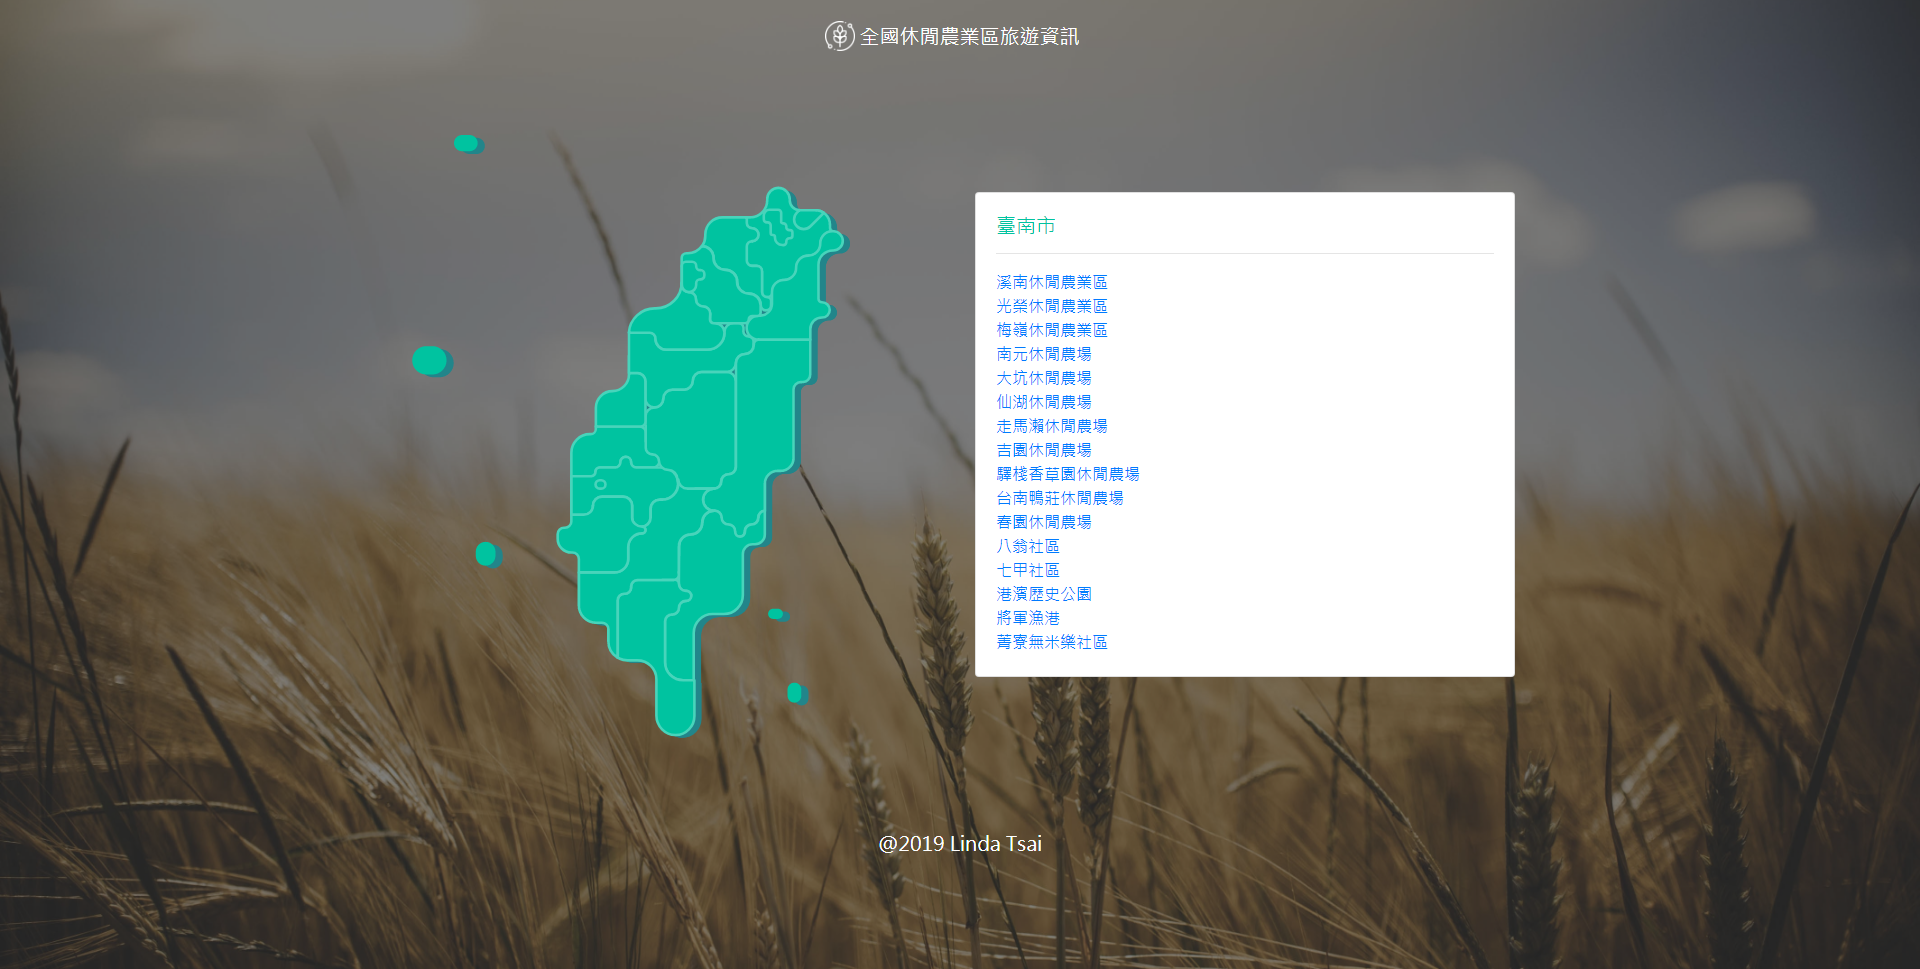 全國休閒農業區旅遊資訊
臺南市
溪南休閒農業區
光榮休閒農業區
梅嶺休閒農業區
南元休閒農場
大坑休閒農場
仙湖休閒農場
走馬瀨休閒農場
吉園休閒農場
驛棧香草園休閒農場
台南鴨莊休閒農場
春園休閒農場
八翁社區
七甲社區
港濱歷史公園
將軍漁港
菁寮無米樂社區
@2019 Linda Tsai